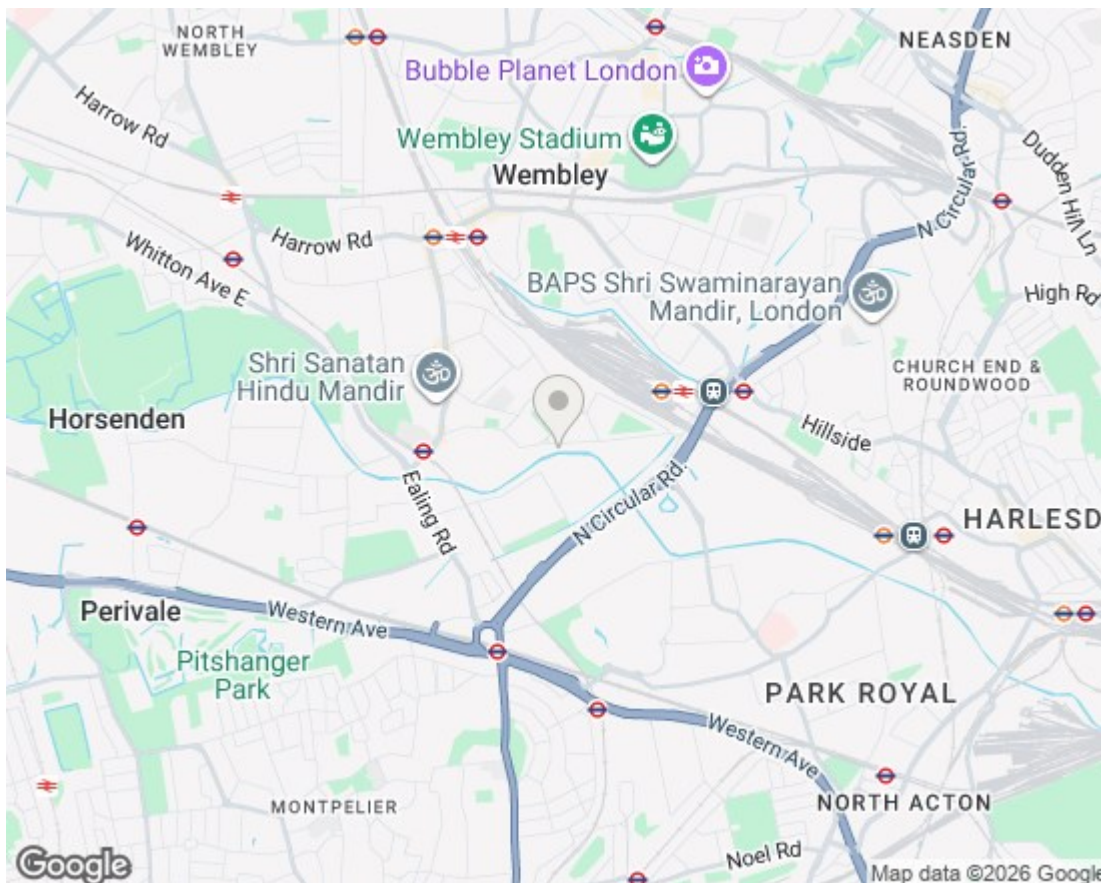 NORTH
WEMBLEY
NEASDEN
Bubble Planet London
Harrow Rd
Wembley Stadium
Wembley
N Circular Rd.
Dudden Hill Ln
Harrow Rd
Whitton Ave E
N Circular Rd.
BAPS Shri Swaminarayan
Mandir, London
High Rd
Shri Sanatan
Hindu Mandir
CHURCH END &
ROUNDWOOD
Horsenden
Hillside
Ealing Rd
N Circular Rd.
HARLESD
Perivale
Western Ave
Pitshanger
Park
PARK ROYAL
Western Ave
MONTPELIER
NORTH ACTON
Noel Rd
Google
Map data ©2026 Google